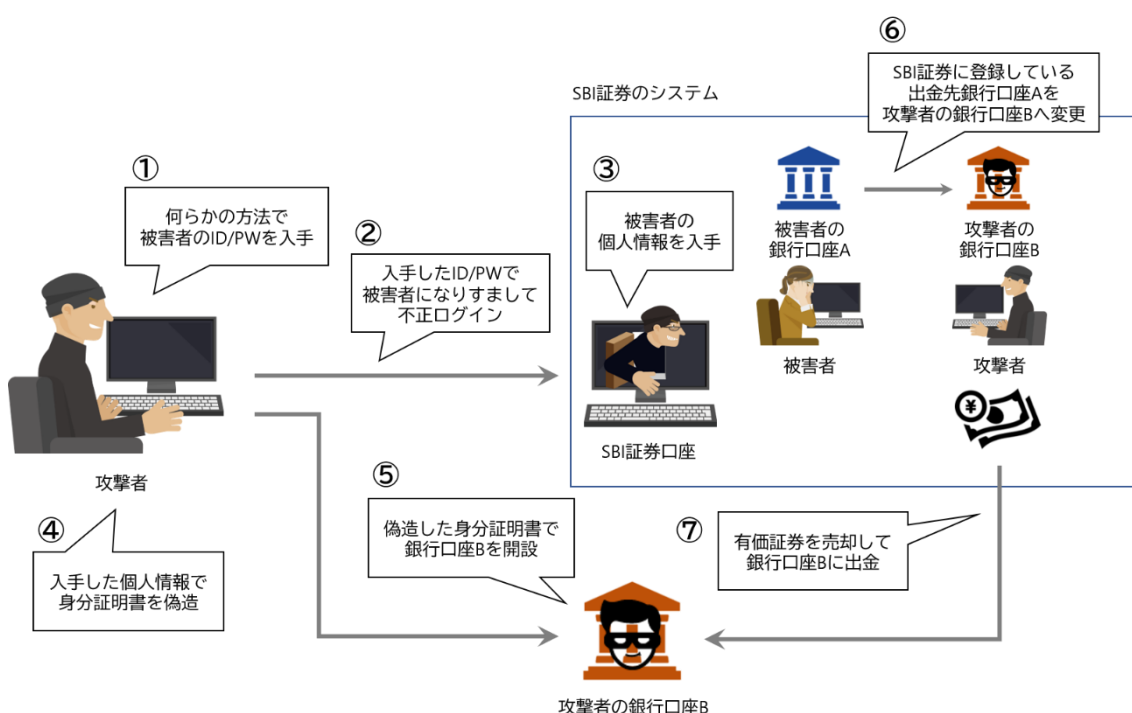 ①
何らかの方法で
被害者のID/PWを入手
②
入手したID/PWで
被害者になりすまして
不正ログイン
SBI証券のシステム
③
被害者の
個人情報を入手
SBI証券口座
⑥
SBI証券に登録している
出金先銀行口座Aを
攻撃者の銀行口座Bへ変更
被害者の
銀行口座A
攻撃者の
銀行口座B
被害者
攻撃者
¥
攻撃者
④
入手した個人情報で
身分証明書を偽造
⑤
偽造した身分証明書で
銀行口座Bを開設
⑦
有価証券を売却して
銀行口座Bに出金
攻撃者の銀行口座B